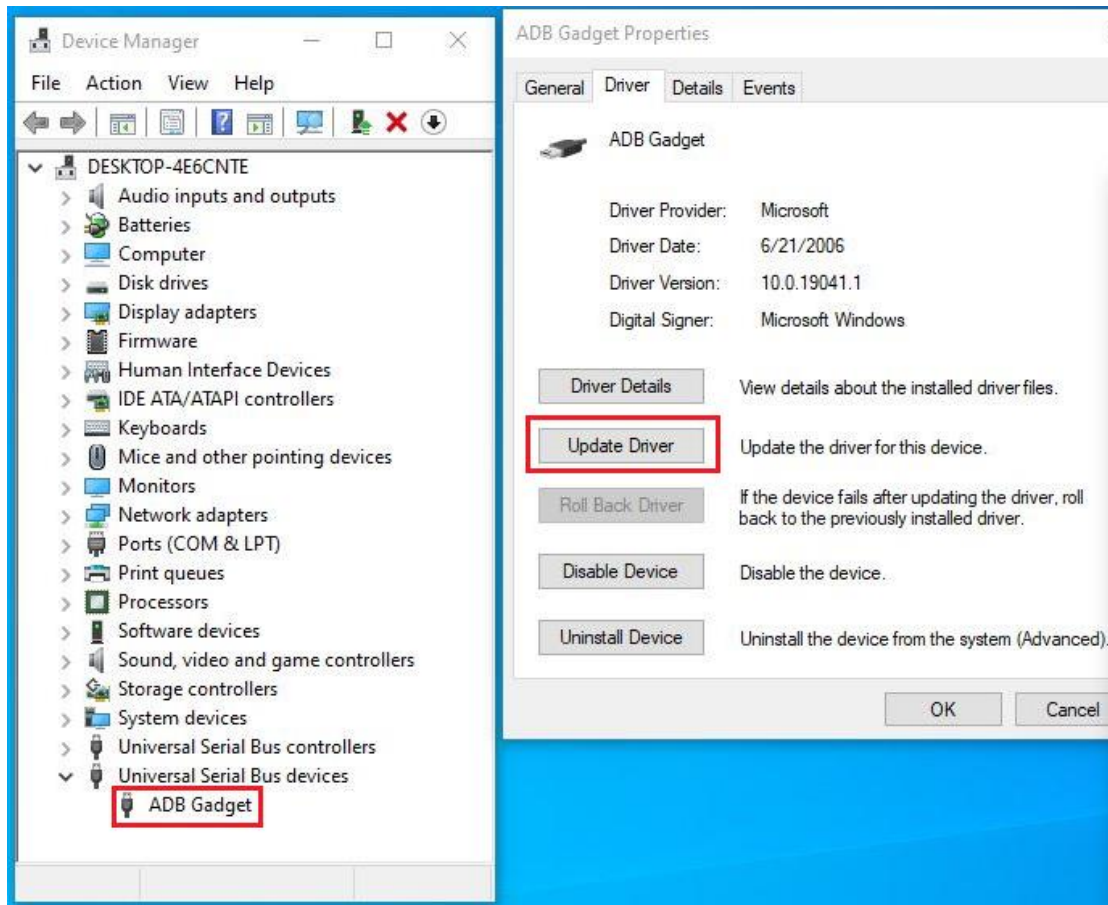 Device Manager
File Action View Help
DESKTOP-4E6CNTE
Audio inputs and outputs
Batteries
Computer
Disk drives
Display adapters
Firmware
Human Interface Devices
IDE ATA/ATAPI controllers
Keyboards
Mice and other pointing devices
Monitors
Network adapters
Ports (COM & LPT)
Print queues
Processors
Software devices
Sound, video and game controllers
Storage controllers
System devices
Universal Serial Bus controllers
Universal Serial Bus devices
ADB Gadget
ADB Gadget Properties
General Driver Details Events
ADB Gadget
Driver Provider: Microsoft
Driver Date: 6/21/2006
Driver Version: 10.0.19041.1
Digital Signer: Microsoft Windows
Driver Details View details about the installed driver files.
Update Driver Update the driver for this device.
Roll Back Driver If the device fails after updating the driver, roll
back to the previously installed driver.
Disable Device Disable the device.
Uninstall Device Uninstall the device from the system (Advanced).
OK Cancel